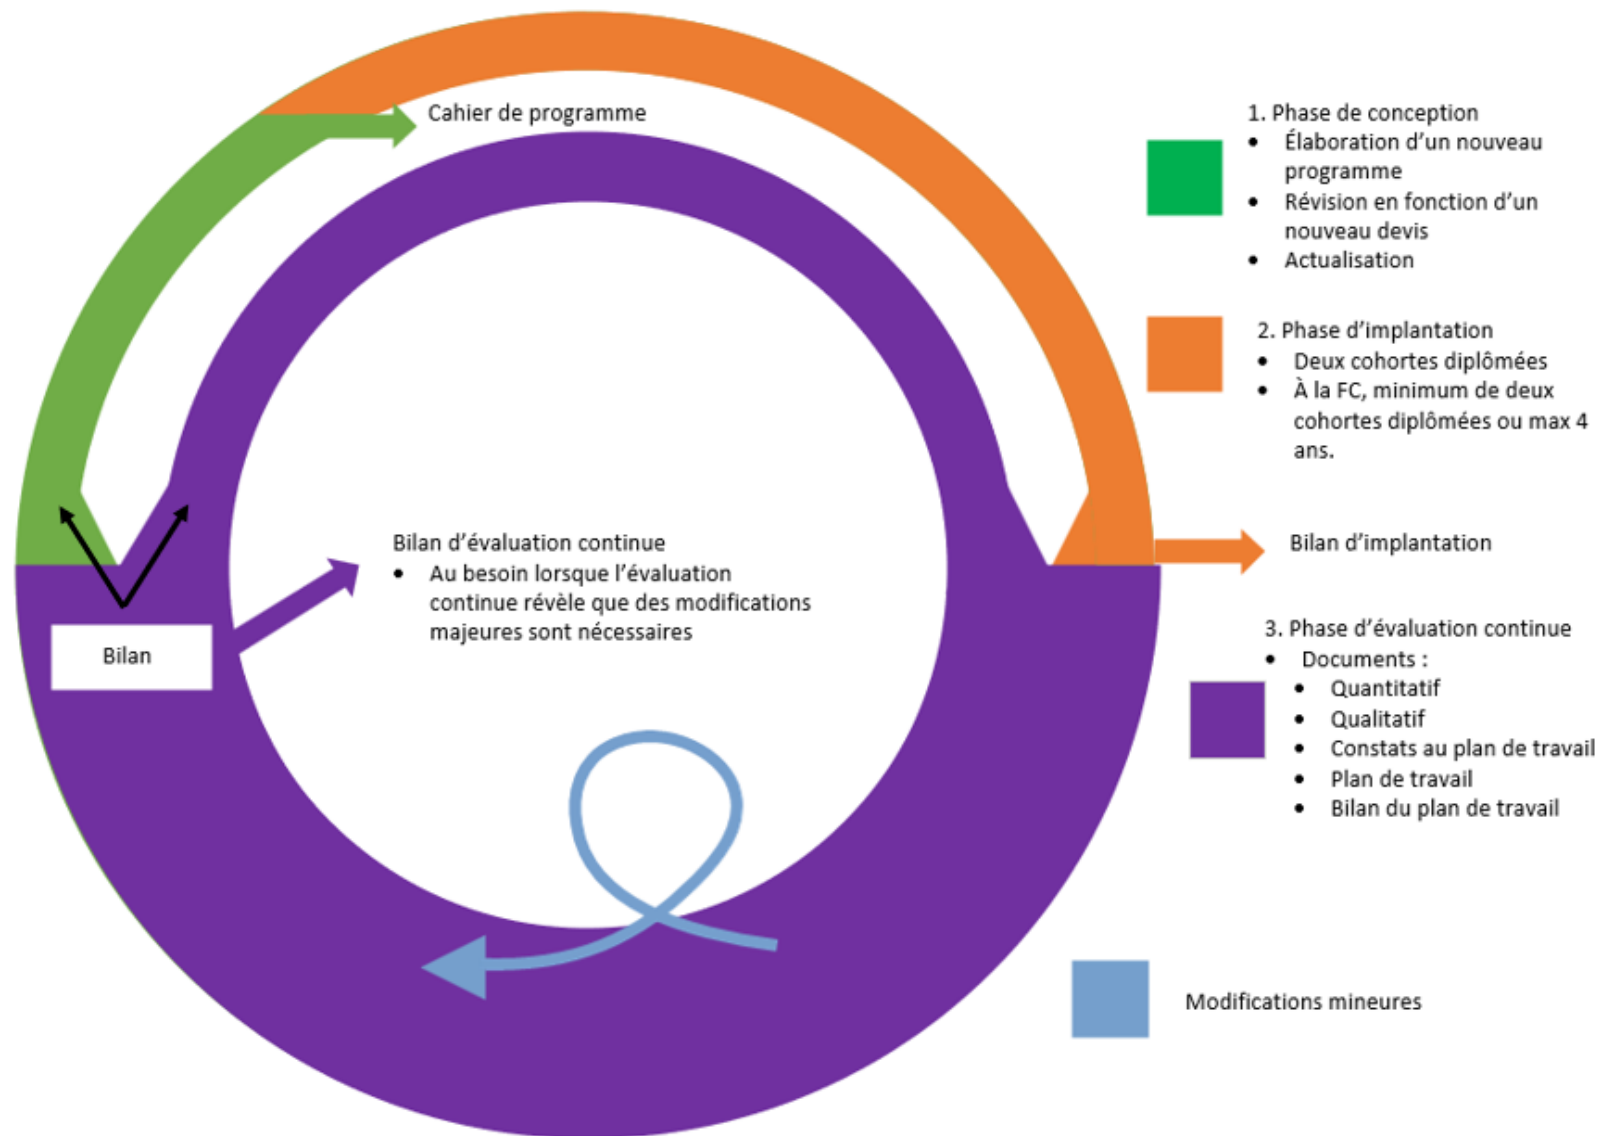 Cahier de programme
1. Phase de conception
• Élaboration d’un nouveau
programme
• Révision en fonction d’un
nouveau devis
• Actualisation
2. Phase d’implantation
• Deux cohortes diplômées
• À la FC, minimum de deux
cohortes diplômées ou max 4
ans.
Bilan d’évaluation continue
• Au besoin lorsque l’évaluation
continue révèle que des modifications
majeures sont nécessaires
Bilan d’implantation
Bilan
3. Phase d’évaluation continue
• Documents :
• Quantitatif
• Qualitatif
• Constats au plan de travail
• Plan de travail
• Bilan du plan de travail
Modifications mineures